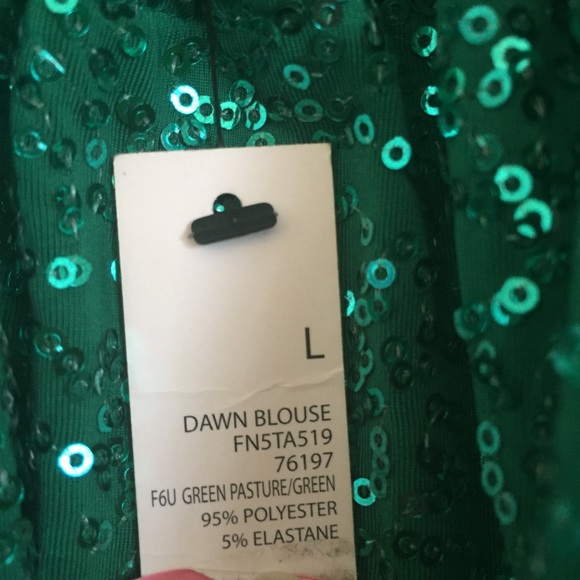 L
DAWN BLOUSE
FN5TA519
76197
F6U GREEN PASTURE/GREEN
95% POLYESTER
5% ELASTANE